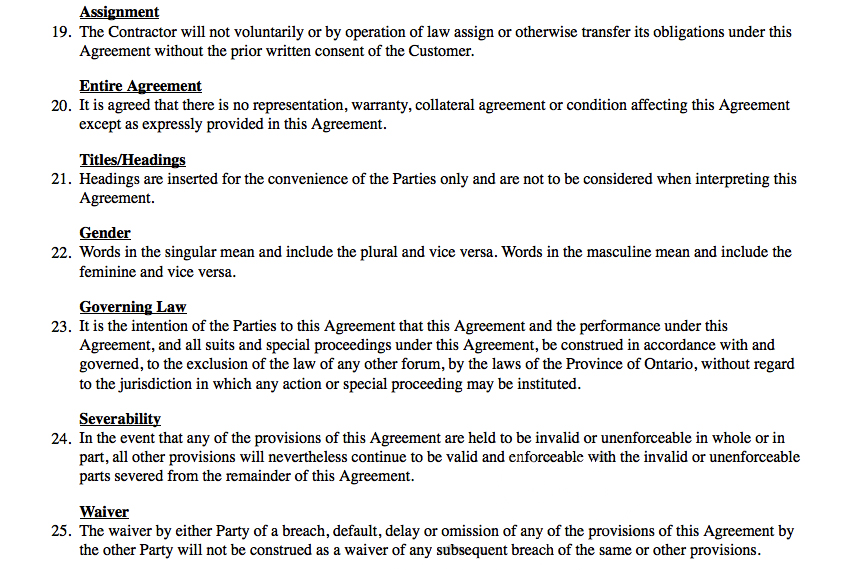 Assignment
19. The Contractor will not voluntarily or by operation of law assign or otherwise transfer its obligations under this
Agreement without the prior written consent of the Customer.
Entire Agreement
20. It is agreed that there is no representation, warranty, collateral agreement or condition affecting this Agreement
except as expressly provided in this Agreement.
Titles/Headings
21. Headings are inserted for the convenience of the Parties only and are not to be considered when interpreting this
Agreement.
Gender
22. Words in the singular mean and include the plural and vice versa. Words in the masculine mean and include the
feminine and vice versa.
Governing Law
23. It is the intention of the Parties to this Agreement that this Agreement and the performance under this
Agreement, and all suits and special proceedings under this Agreement, be construed in accordance with and
governed, to the exclusion of the law of any other forum, by the laws of the Province of Ontario, without regard
to the jurisdiction in which any action or special proceeding may be instituted.
Severability
24. In the event that any of the provisions of this Agreement are held to be invalid or unenforceable in whole or in
part, all other provisions will nevertheless continue to be valid and enforceable with the invalid or unenforceable
parts severed from the remainder of this Agreement.
Waiver
25. The waiver by either Party of a breach, default, delay or omission of any of the provisions of this Agreement by
the other Party will not be construed as a waiver of any subsequent breach of the same or other provisions.